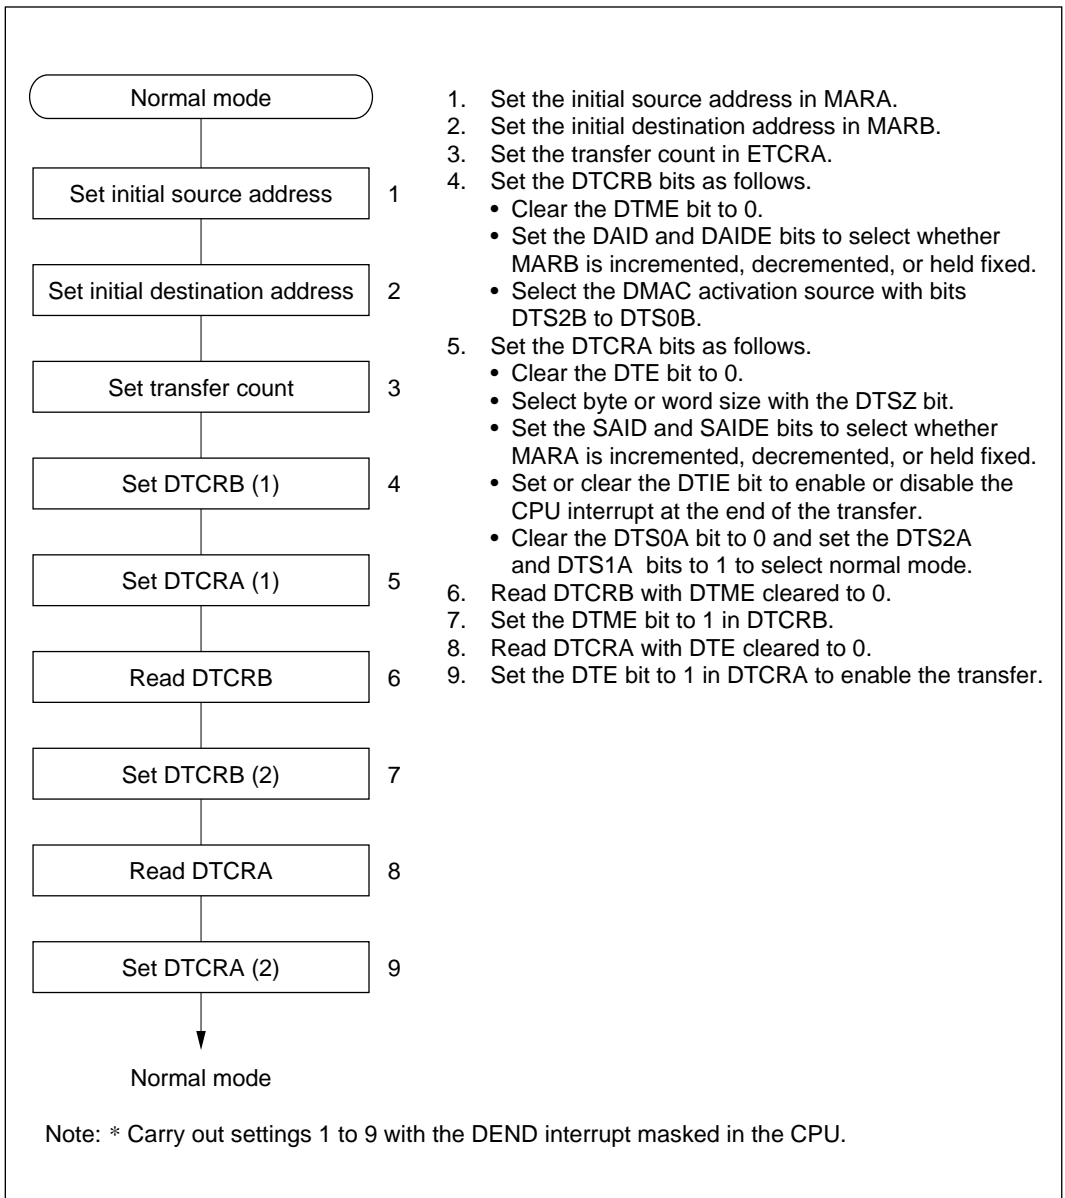 Normal mode
Set initial source address 1
Set initial destination address 2
Set transfer count 3
Set DTCRB (1) 4
Set DTCRA (1) 5
Read DTCRB 6
Set DTCRB (2) 7
Read DTCRA 8
Set DTCRA (2) 9
Normal mode
1. Set the initial source address in MARA.
2. Set the initial destination address in MARB.
3. Set the transfer count in ETCRA.
4. Set the DTCRB bits as follows.
• Clear the DTME bit to 0.
• Set the DAID and DAIDE bits to select whether
MARB is incremented, decremented, or held fixed.
• Select the DMAC activation source with bits
DTS2B to DTS0B.
5. Set the DTCRA bits as follows.
• Clear the DTE bit to 0.
• Select byte or word size with the DTSZ bit.
• Set the SAID and SAIDE bits to select whether
MARA is incremented, decremented, or held fixed.
• Set or clear the DTIE bit to enable or disable the
CPU interrupt at the end of the transfer.
• Clear the DTS0A bit to 0 and set the DTS2A
and DTS1A bits to 1 to select normal mode.
6. Read DTCRB with DTME cleared to 0.
7. Set the DTME bit to 1 in DTCRB.
8. Read DTCRA with DTE cleared to 0.
9. Set the DTE bit to 1 in DTCRA to enable the transfer.
Note: * Carry out settings 1 to 9 with the DEND interrupt masked in the CPU.